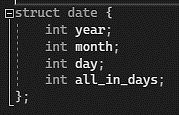 struct date {
    int year;
    int month;
    int day;
    int all_in_days;
};